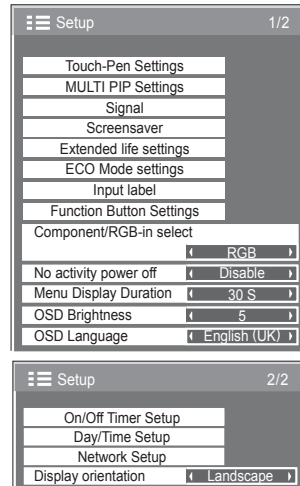 Setup 1/2
Touch-Pen Settings
MULTI PIP Settings
Signal
Screensaver
Extended life settings
ECO Mode settings
Input label
Function Button Settings
Component/RGB-in select
RGB
No activity power off Disable
Menu Display Duration 30 S
OSD Brightness 5
OSD Language English (UK)
Setup 2/2
On/Off Timer Setup
Day/Time Setup
Network Setup
Display orientation Landscape